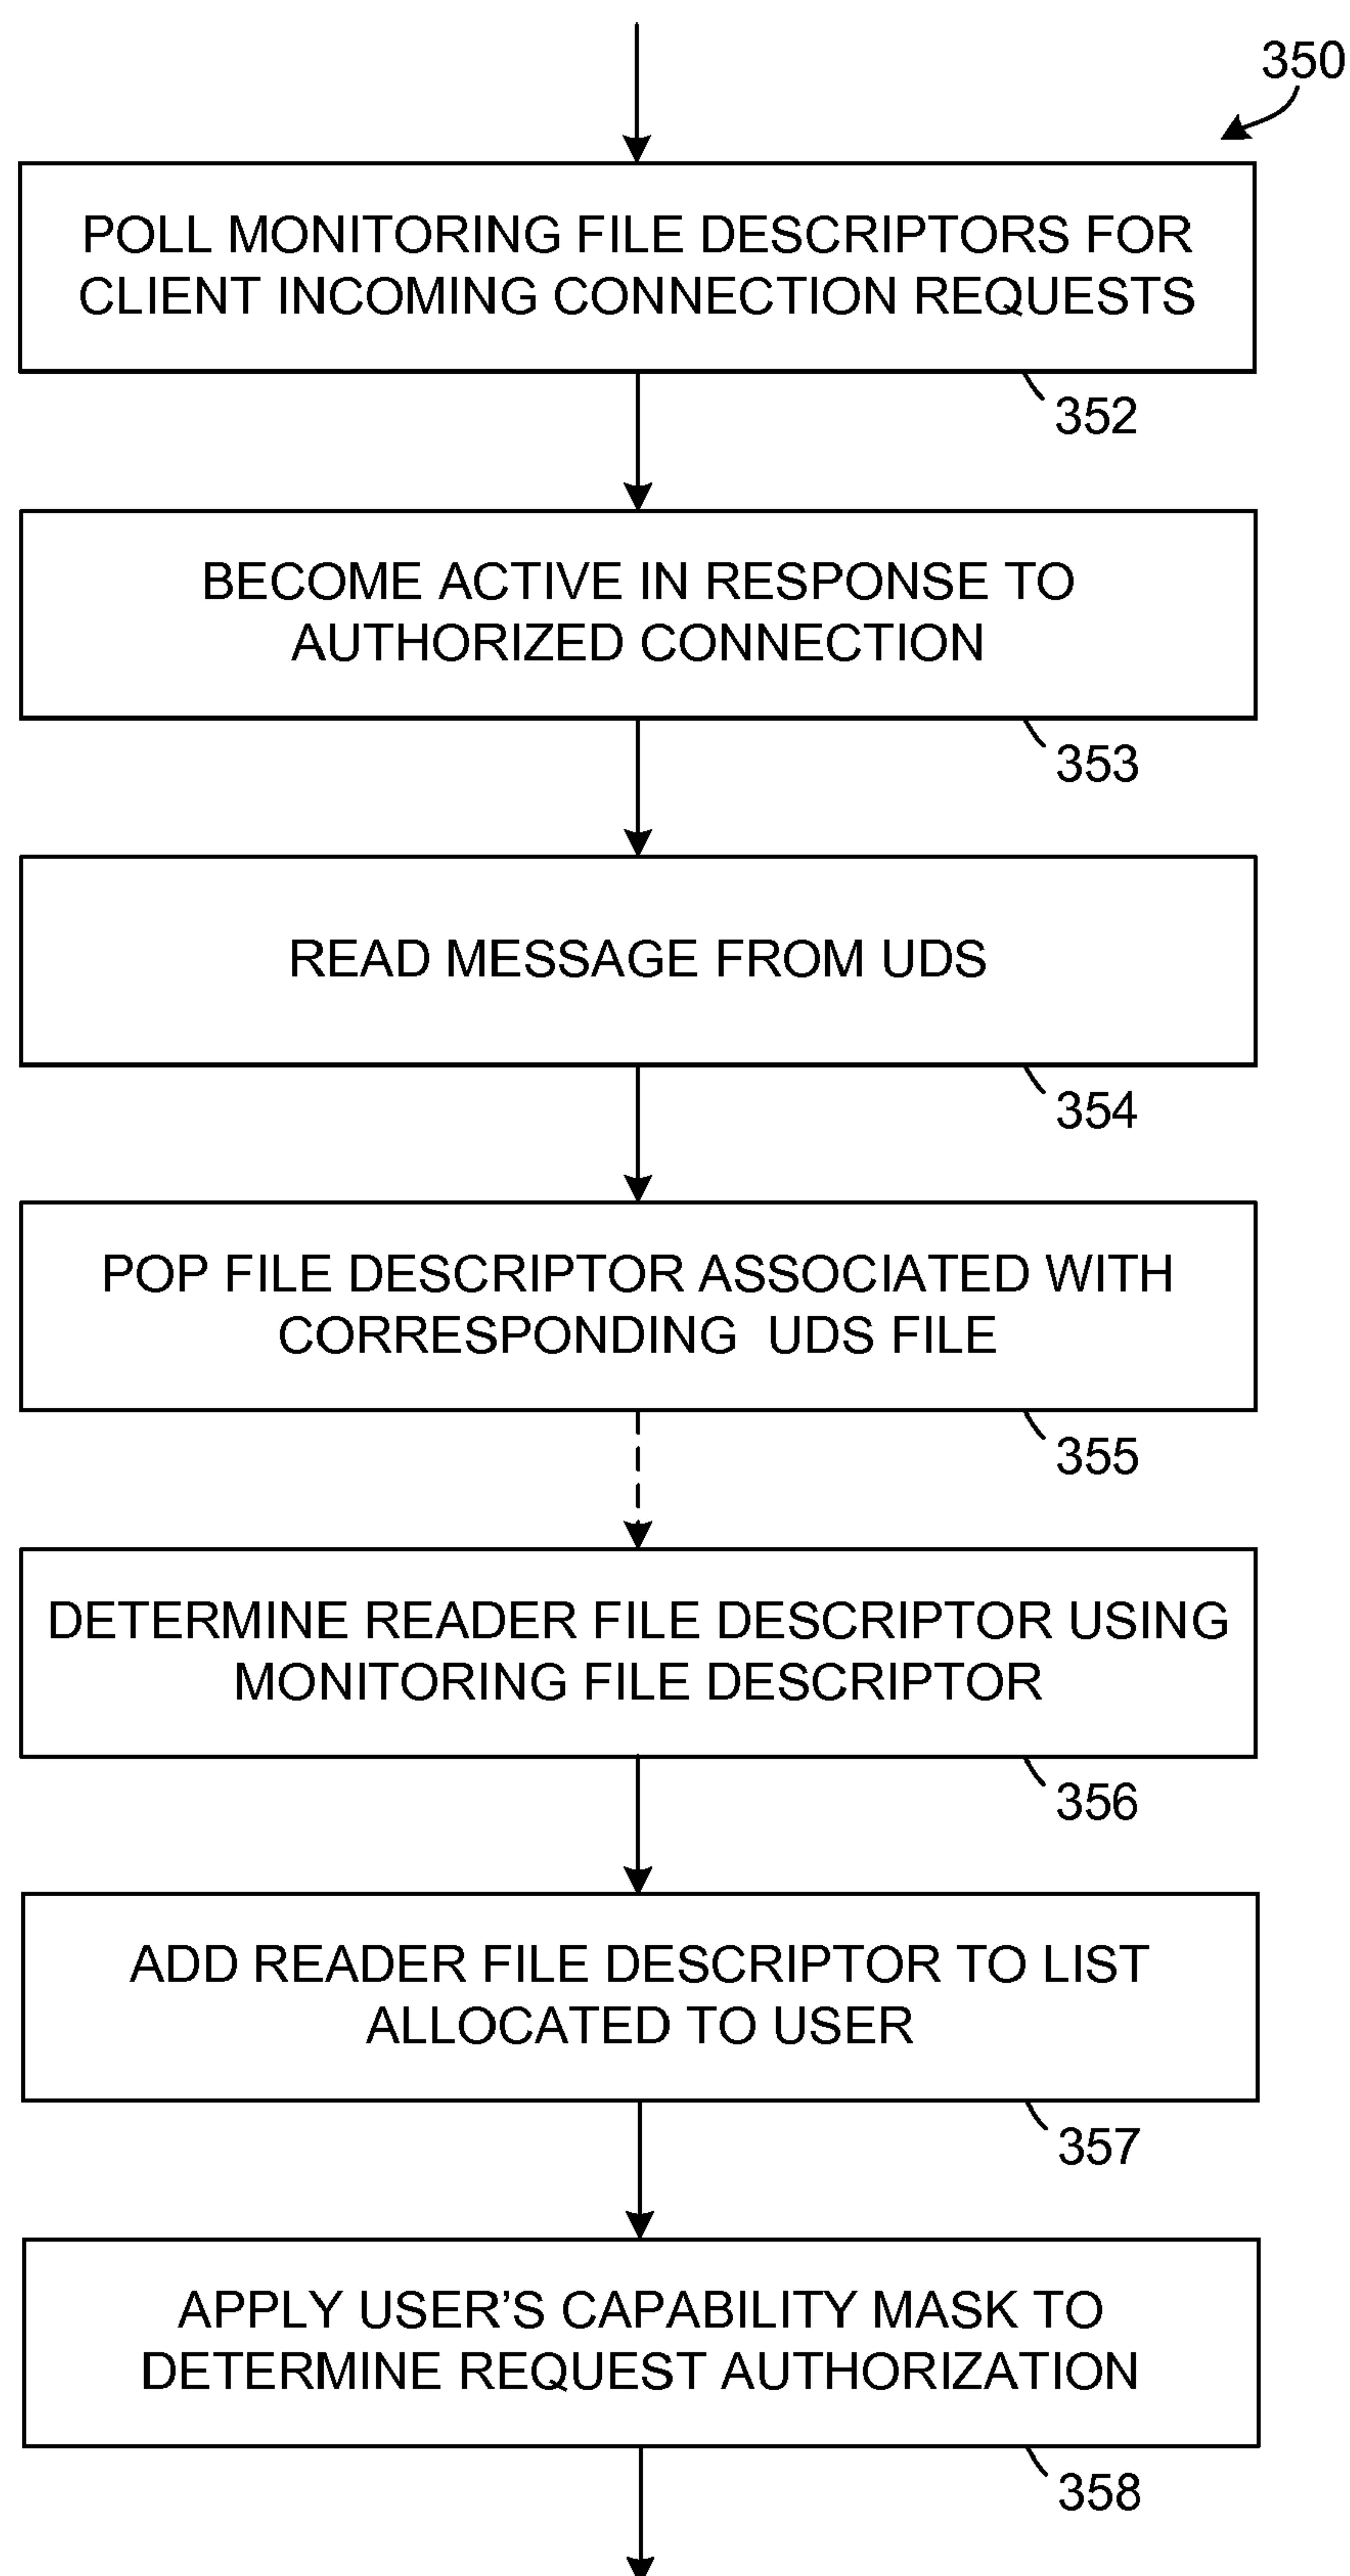 350
POLL MONITORING FILE DESCRIPTORS FOR
CLIENT INCOMING CONNECTION REQUESTS
352
BECOME ACTIVE IN RESPONSE TO
AUTHORIZED CONNECTION
353
READ MESSAGE FROM UDS
354
POP FILE DESCRIPTOR ASSOCIATED WITH
CORRESPONDING UDS FILE
355
DETERMINE READER FILE DESCRIPTOR USING
MONITORING FILE DESCRIPTOR
356
ADD READER FILE DESCRIPTOR TO LIST
ALLOCATED TO USER
357
APPLY USER’S CAPABILITY MASK TO
DETERMINE REQUEST AUTHORIZATION
358